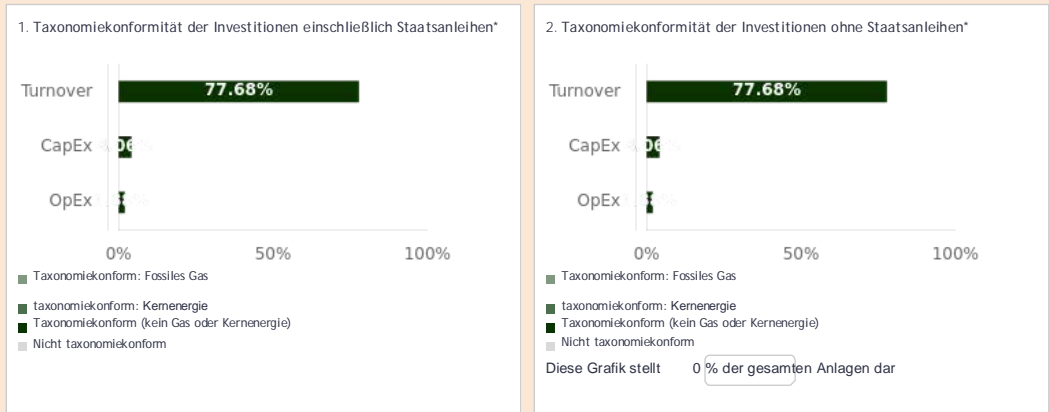 1. Taxonomiekonformität der Investitionen einschließlich Staatsanleihen*
Turnover
77.68%
CapEx
OpEx
0% 50% 100%
Taxonomiekonform: Fossiles Gas
taxonomiekonform: Kernenergie
Taxonomiekonform (kein Gas oder Kernenergie)
Nicht taxonomiekonform
2. Taxonomiekonformität der Investitionen ohne Staatsanleihen*
Turnover
77.68%
CapEx
OpEx
0% 50% 100%
Taxonomiekonform: Fossiles Gas
taxonomiekonform: Kernenergie
Taxonomiekonform (kein Gas oder Kernenergie)
Nicht taxonomiekonform
Diese Grafik stellt 0 % der gesamten Anlagen dar